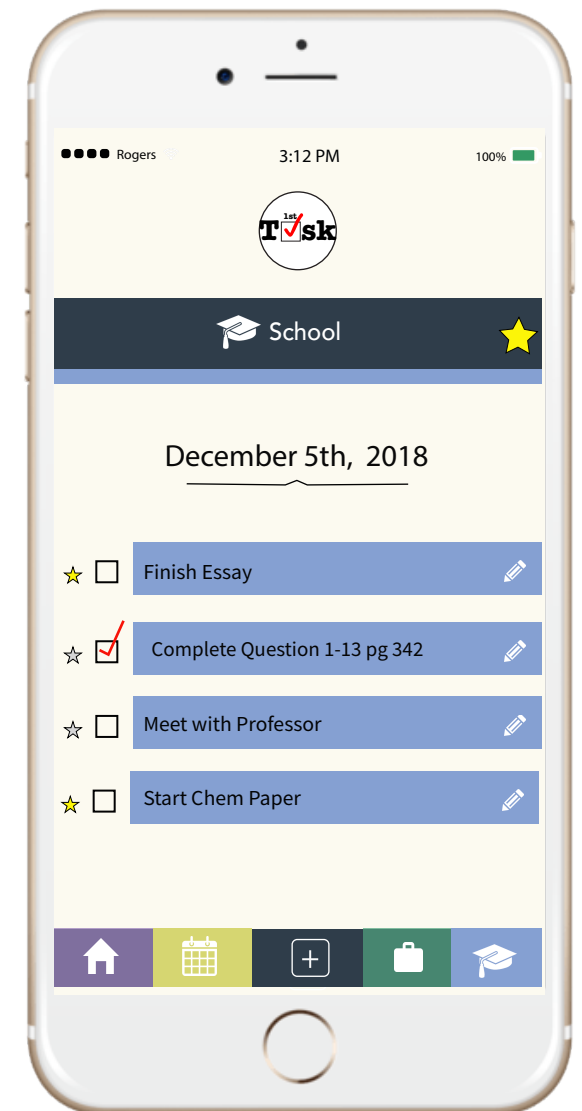 Rogers 3:12 PM 100%
1st
T sk
School
December 5th, 2018
Finish Essay
Complete Question 1-13 pg 342
Meet with Professor
Start Chem Paper